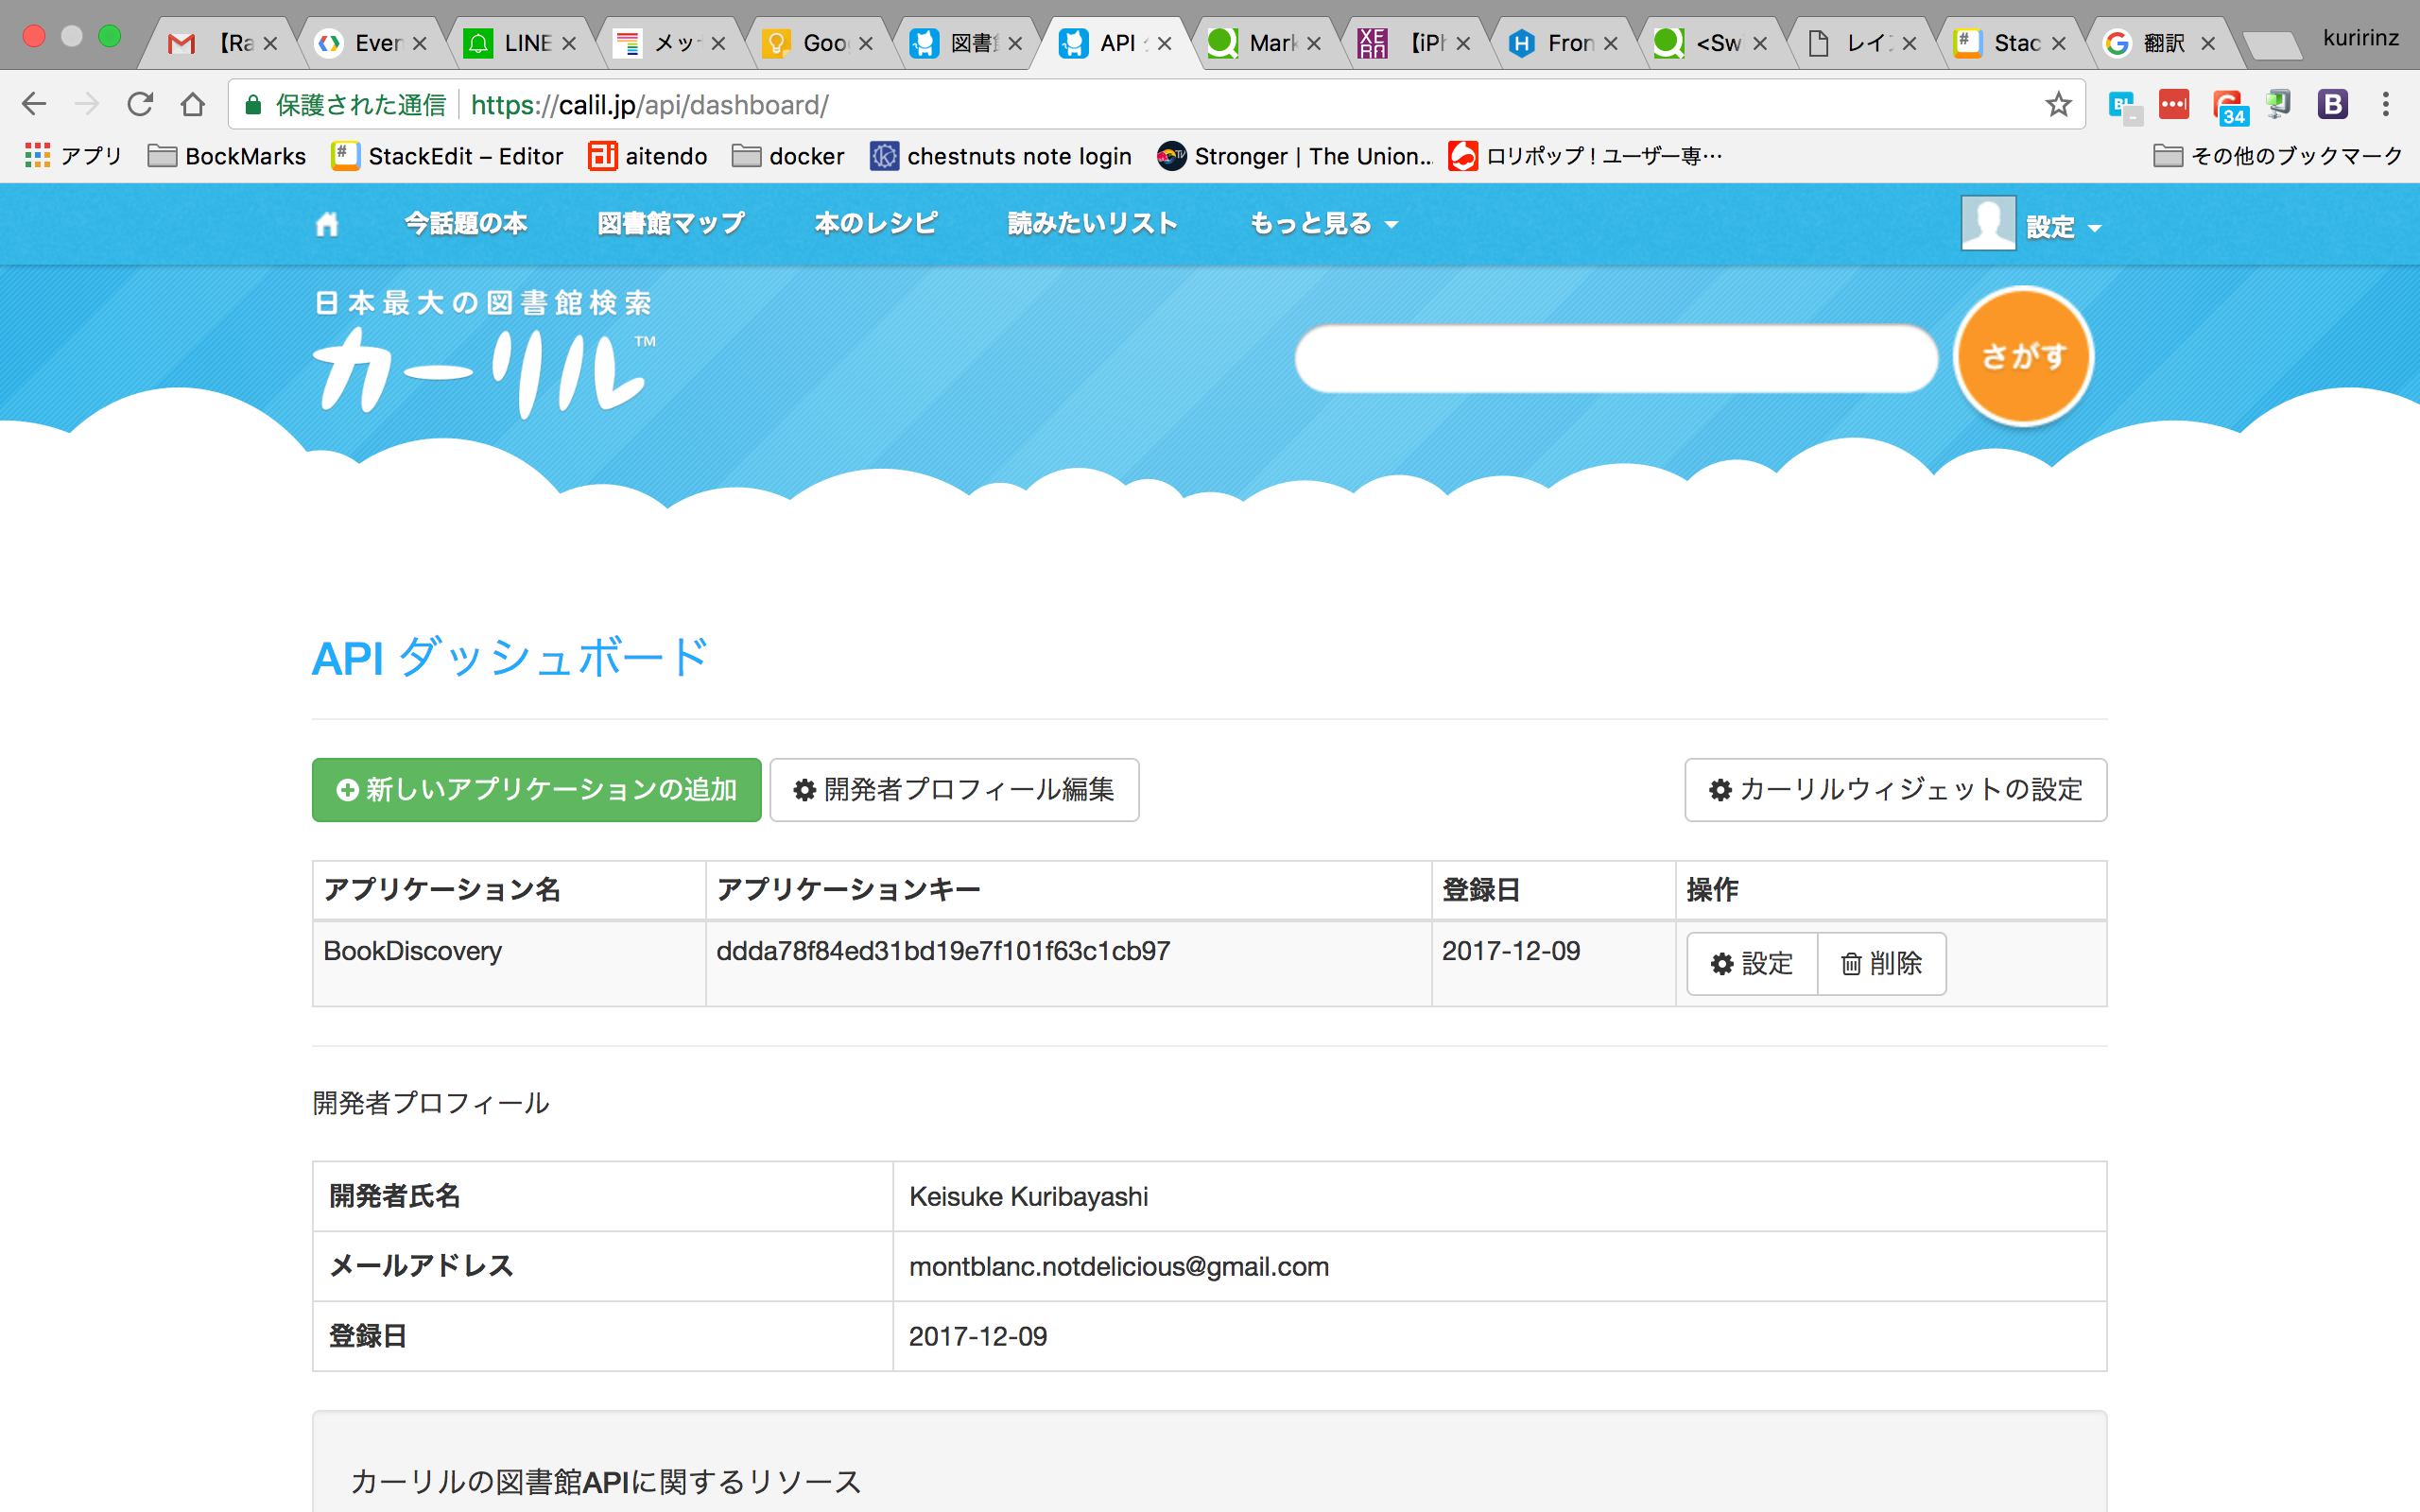 【Ra Even LINE メッ Goo 図書 API Mark 【iPh Fron <Sw レイ Stac 翻訳 kuririnz
保護された通信 https://calil.jp/api/dashboard/ 34
アプリ BockMarks StackEdit – Editor aitendo docker chestnuts note login Stronger | The Union... ロリポップ！ユーザー専… その他のブックマーク
今話題の本 図書館マップ 本のレシピ 読みたいリスト もっと見る 設定
日本最大の図書館検索
カーリル™ さがす
API ダッシュボード
新しいアプリケーションの追加 開発者プロフィール編集 カーリルウィジェットの設定
アプリケーション名 アプリケーションキー 登録日 操作
BookDiscovery ddda78f84ed31bd19e7f101f63c1cb97 2017-12-09 設定 削除
開発者プロフィール
開発者氏名 Keisuke Kuribayashi
メールアドレス montblanc.notdelicious@gmail.com
登録日 2017-12-09
カーリルの図書館APIに関するリソース